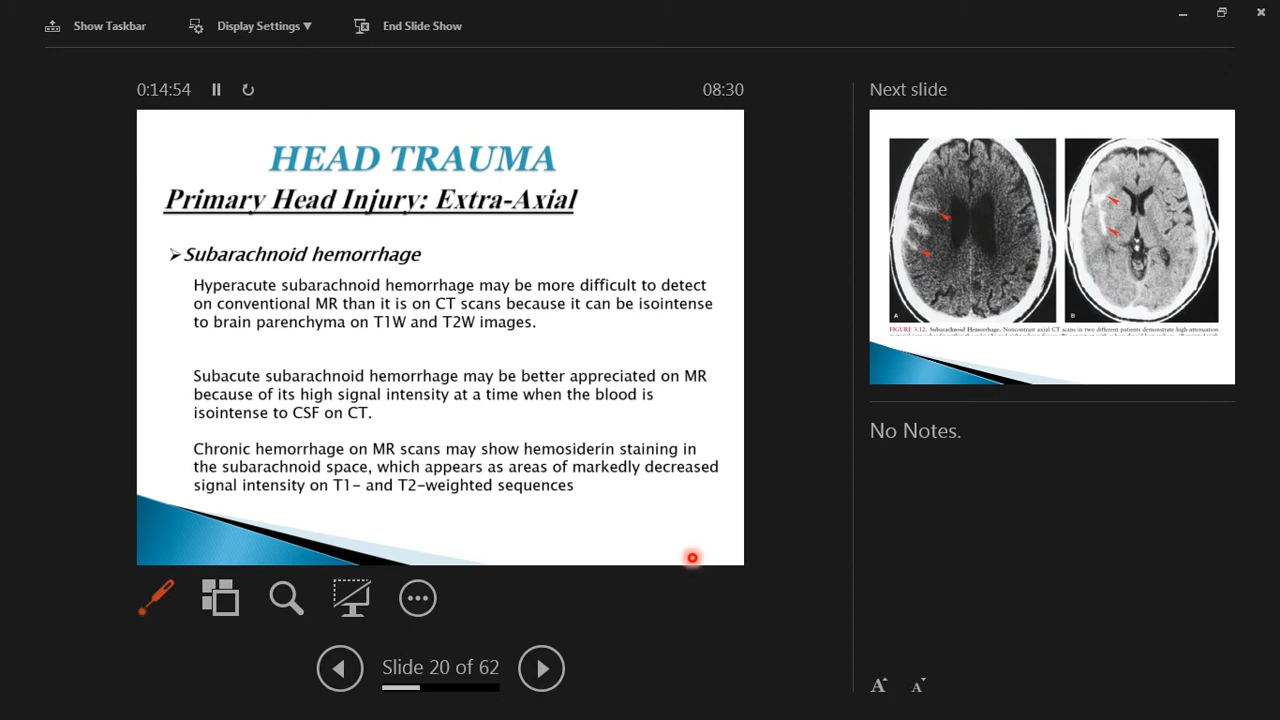 Show Taskbar
Display Settings ▼
End Slide Show
0:14:54
08:30
HEAD TRAUMA
Primary Head Injury: Extra-Axial
➢Subarachnoid hemorrhage
Hyperacute subarachnoid hemorrhage may be more difficult to detect
on conventional MR than it is on CT scans because it can be isointense
to brain parenchyma on T1W and T2W images.
Subacute subarachnoid hemorrhage may be better appreciated on MR
because of its high signal intensity at a time when the blood is
isointense to CSF on CT.
Chronic hemorrhage on MR scans may show hemosiderin staining in
the subarachnoid space, which appears as areas of markedly decreased
signal intensity on T1- and T2-weighted sequences
Slide 20 of 62
Next slide
A
B
FIGURE 3.12. Subarachnoid Hemorrhage. Noncontrast axial CT scans in two different patients demonstrate high-attenuation
No Notes.
A
A